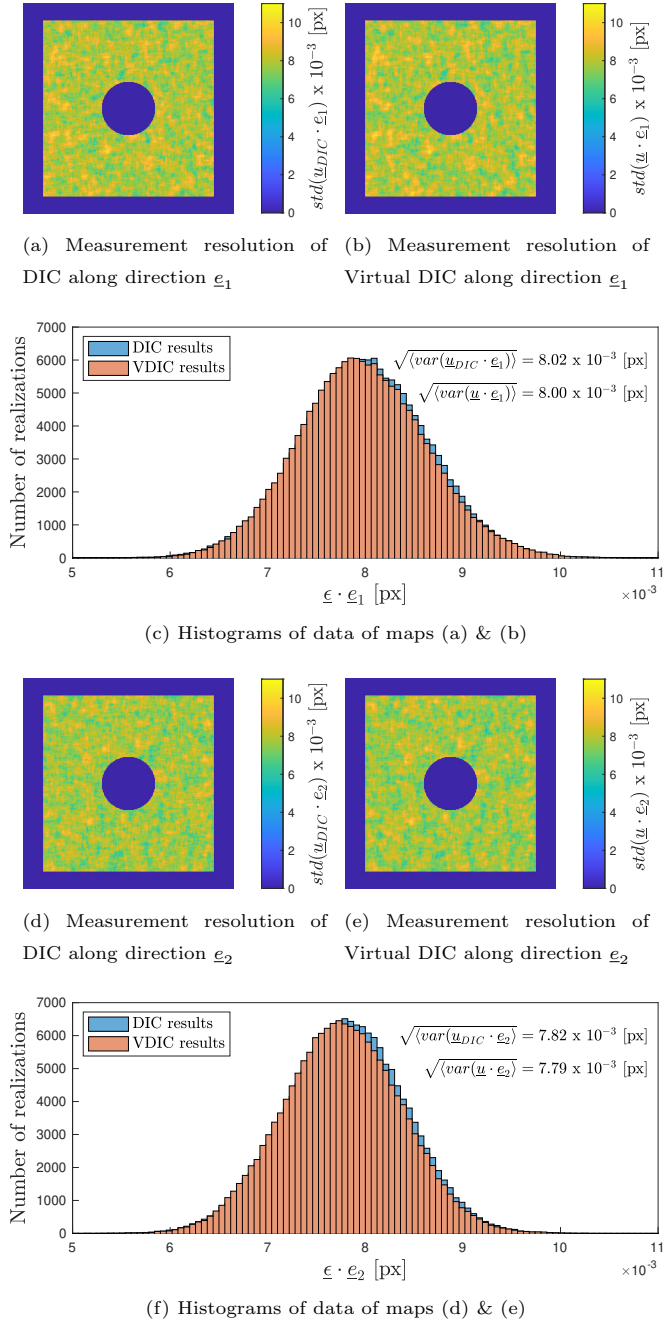 10
8
6
4
2
0
std(u_DIC · e_1) x 10^-3 [px]
10
8
6
4
2
0
std(u · e_1) x 10^-3 [px]
(a) Measurement resolution of
DIC along direction e_1
(b) Measurement resolution of
Virtual DIC along direction e_1
7000
6000
5000
4000
3000
2000
1000
0
Number of realizations
DIC results
VDIC results
√⟨var(u_DIC · e_1)⟩ = 8.02 x 10^-3 [px]
√⟨var(u · e_1)⟩ = 8.00 x 10^-3 [px]
5 6 7 8 9 10 11
ϵ · e_1 [px]
×10^-3
(c) Histograms of data of maps (a) & (b)
10
8
6
4
2
0
std(u_DIC · e_2) x 10^-3 [px]
10
8
6
4
2
0
std(u · e_2) x 10^-3 [px]
(d) Measurement resolution of
DIC along direction e_2
(e) Measurement resolution of
Virtual DIC along direction e_2
7000
6000
5000
4000
3000
2000
1000
0
Number of realizations
DIC results
VDIC results
√⟨var(u_DIC · e_2⟩ = 7.82 x 10^-3 [px]
√⟨var(u · e_2⟩ = 7.79 x 10^-3 [px]
5 6 7 8 9 10 11
ϵ · e_2 [px]
×10^-3
(f) Histograms of data of maps (d) & (e)